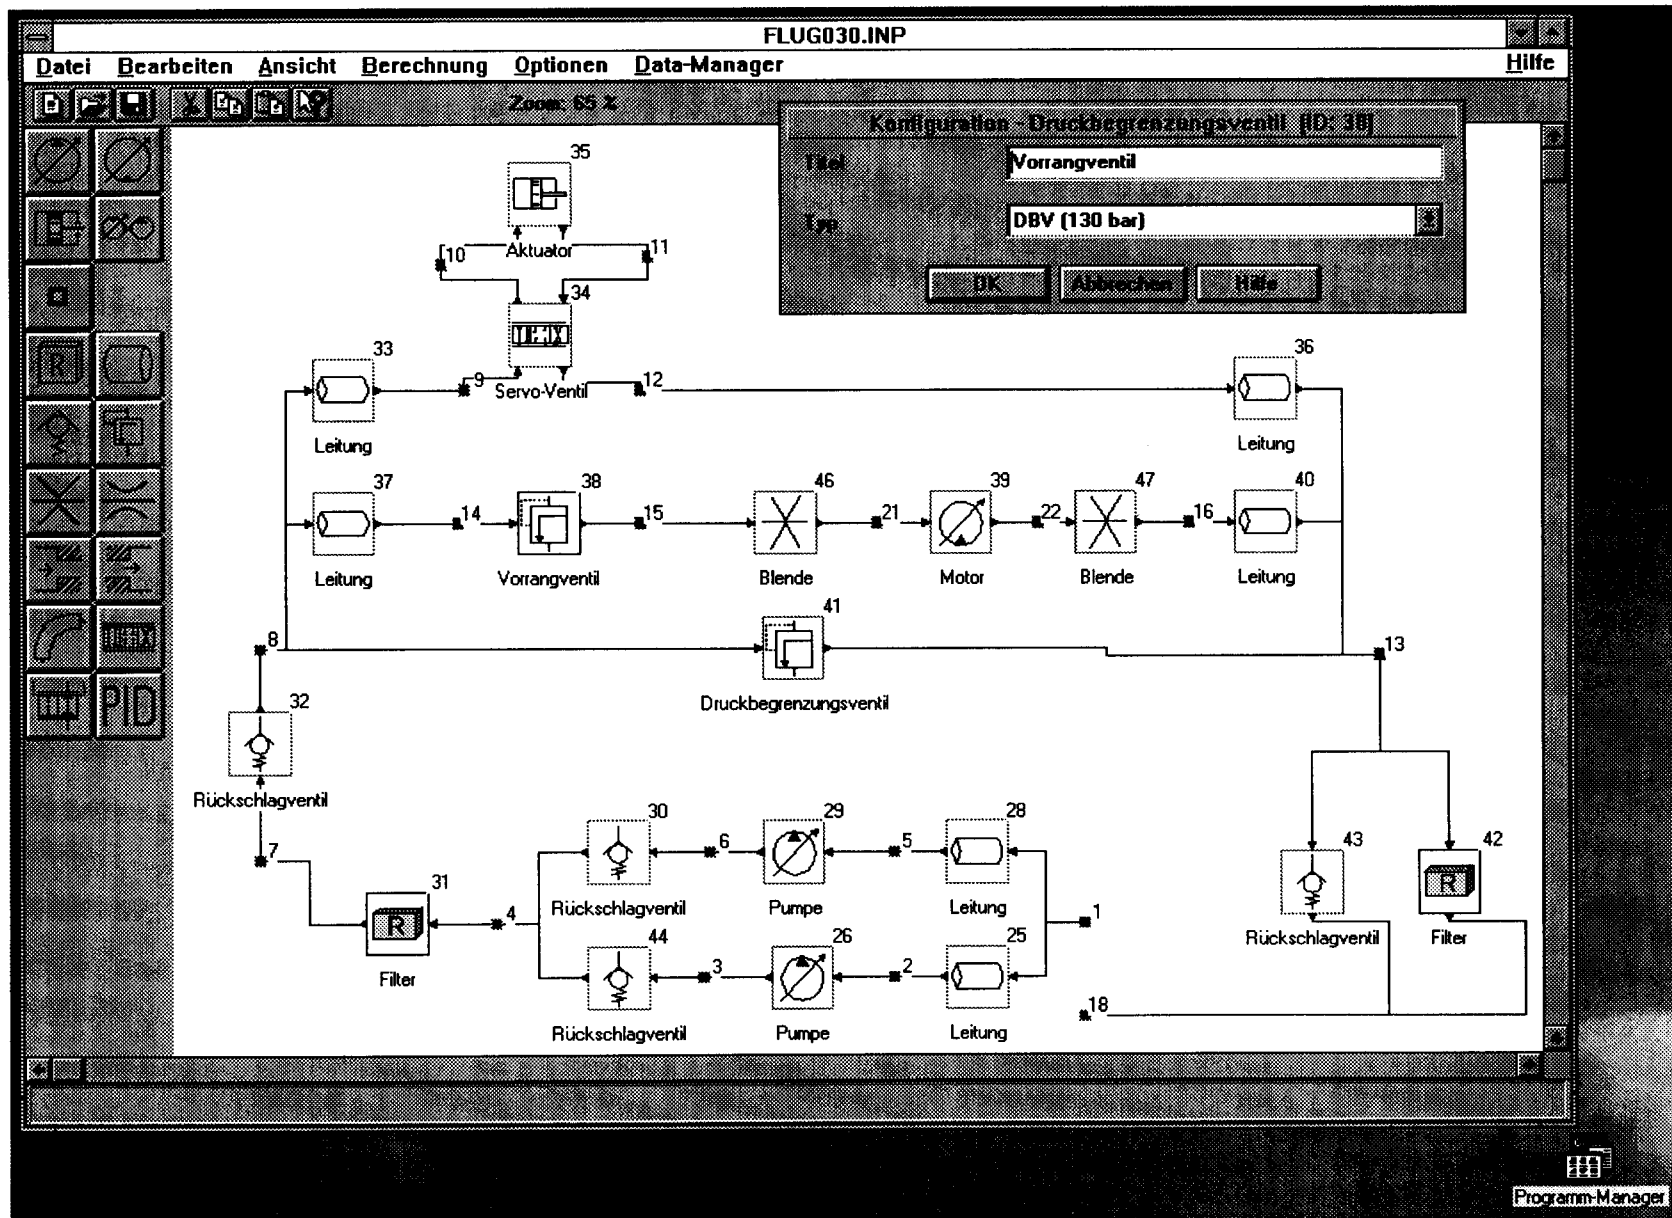 FLUG030.INP
Datei Bearbeiten Ansicht Berechnung Optionen Data-Manager Hilfe
Zoom: 65 %
Konfiguration - Druckbegrenzungsventil (ID: 38)
Titel Vorrangventil
Typ DBV (130 bar)
OK Abbrechen Hilfe
35
Aktuator
10 11
34
Servo-Ventil
33 9 12 36
Leitung Leitung
37 14 38 15 46 21 39 22 47 16 40
Leitung Vorrangventil Blende Motor Blende Leitung
8 41 13
Druckbegrenzungsventil
32
Rückschlagventil
7
30 6 29 5 28
Rückschlagventil Pumpe Leitung
43 42
Rückschlagventil Filter
31 4 1
Filter
44 3 26 2 25
Rückschlagventil Pumpe Leitung
18
R
R
R
PID
Programm-Manager